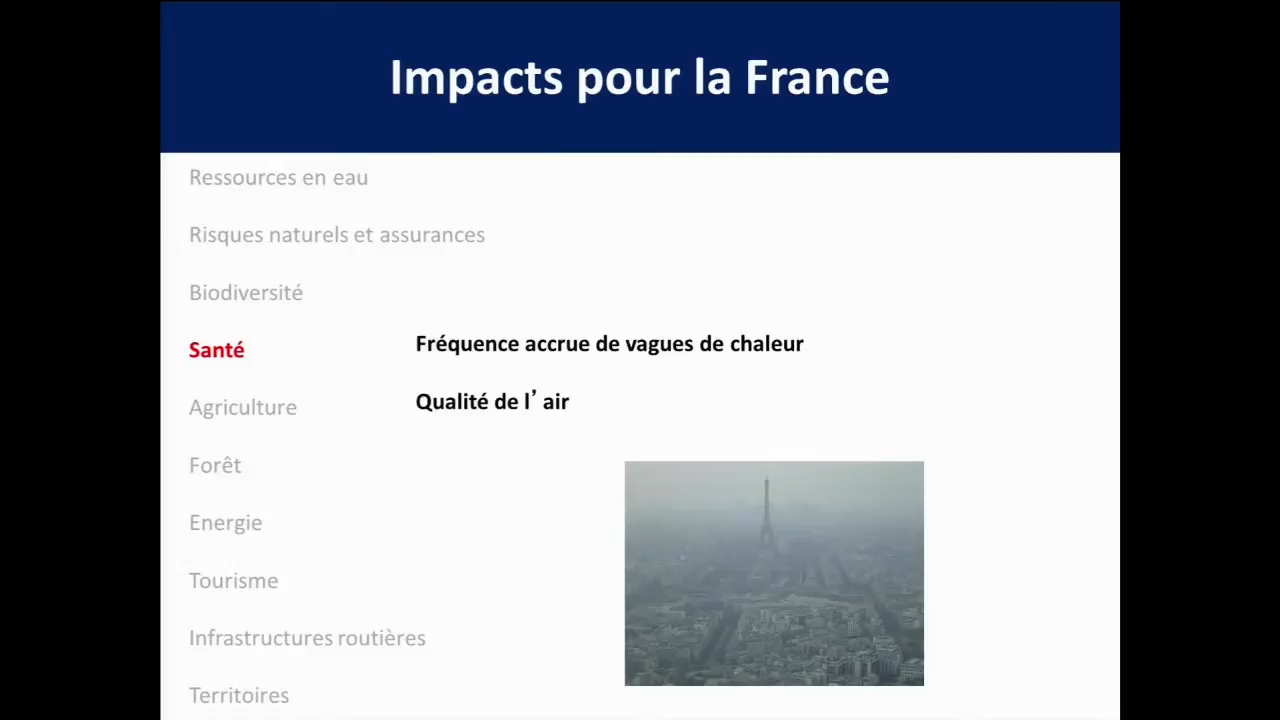 Impacts pour la France
Ressources en eau
Risques naturels et assurances
Biodiversité
Santé
Fréquence accrue de vagues de chaleur
Agriculture
Qualité de l’ air
Forêt
Energie
Tourisme
Infrastructures routières
Territoires